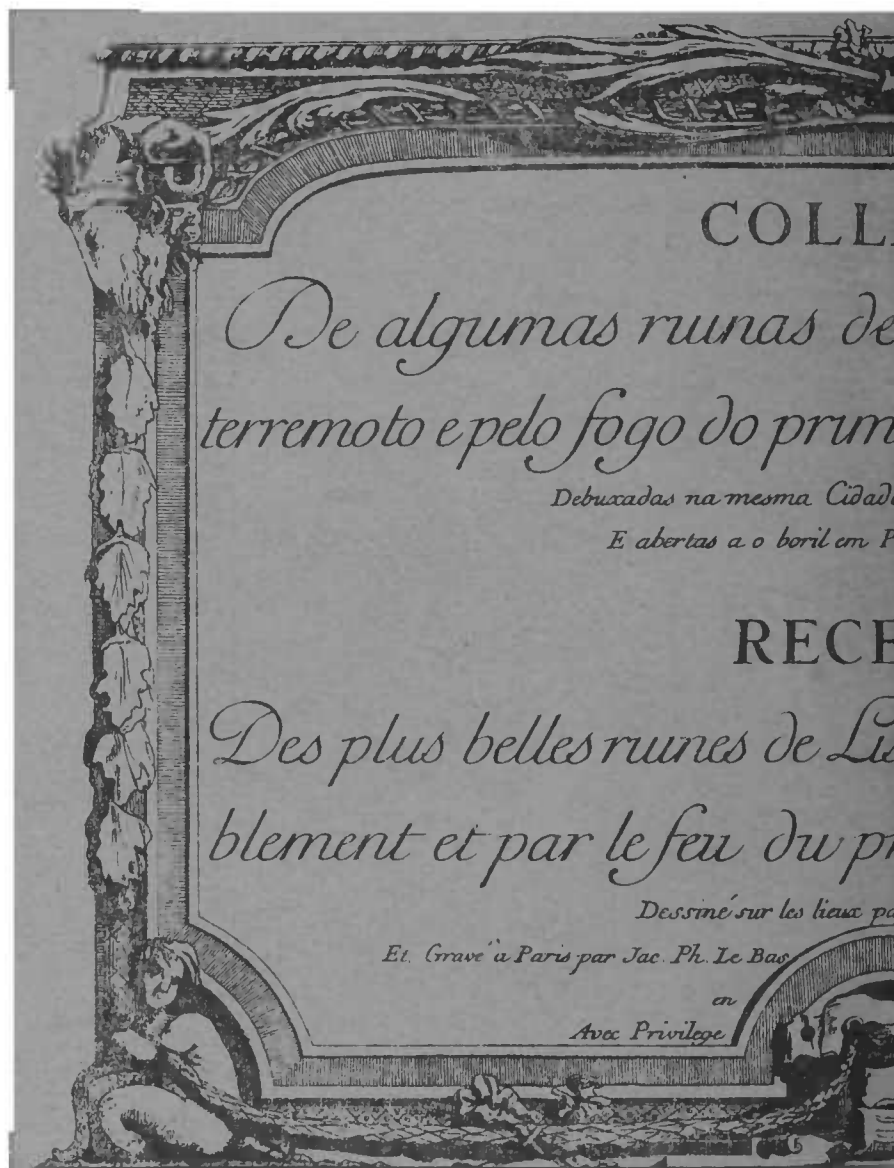 COLL
De algumas ruinas de
terremoto e pelo fogo do prim
Debuxadas na mesma Cidad
E abertas a o boril em P
RECE
Des plus belles ruines de Lis
blement et par le feu du pr
Dessiné sur les lieux pa
Et Gravé à Paris par Jac. Ph. Le Bas
en
Avec Privilege